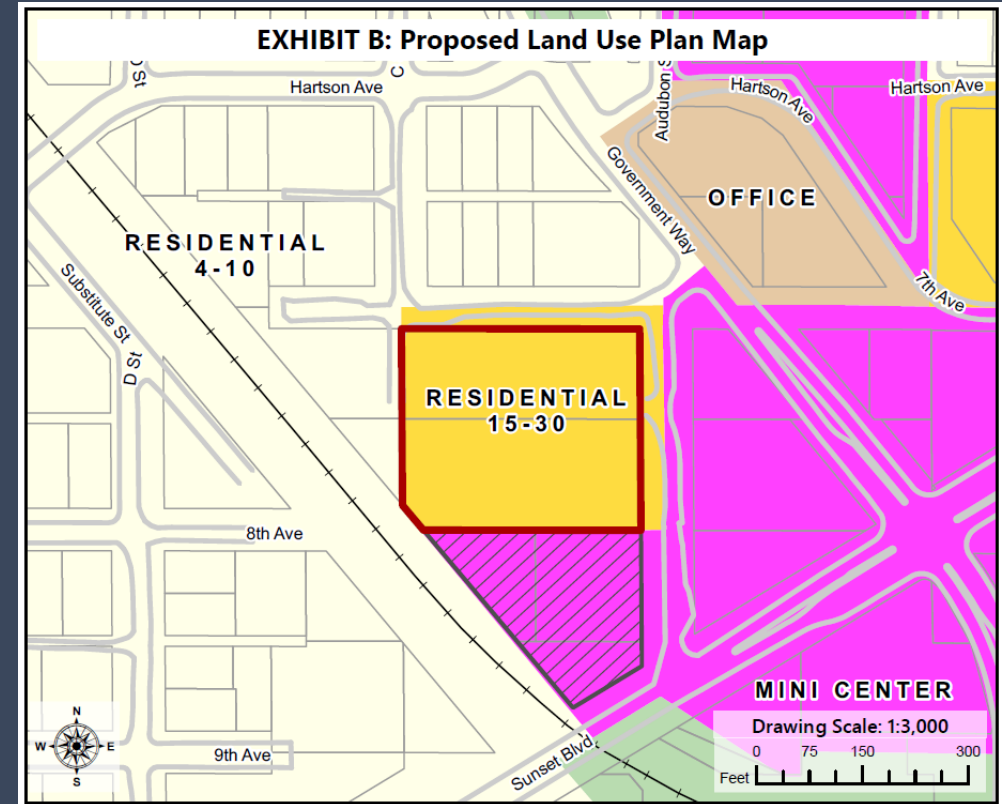 EXHIBIT B: Proposed Land Use Plan Map
Hartson Ave
C
Audubon S
Hartson Ave
Hartson Ave
Government Way
OFFICE
RESIDENTIAL
4-10
7th Ave
Substitute St
D St
RESIDENTIAL
15-30
8th Ave
MINI CENTER
Drawing Scale: 1:3,000
0 75 150 300
Feet
N
W E
S
9th Ave
Sunset Blvd